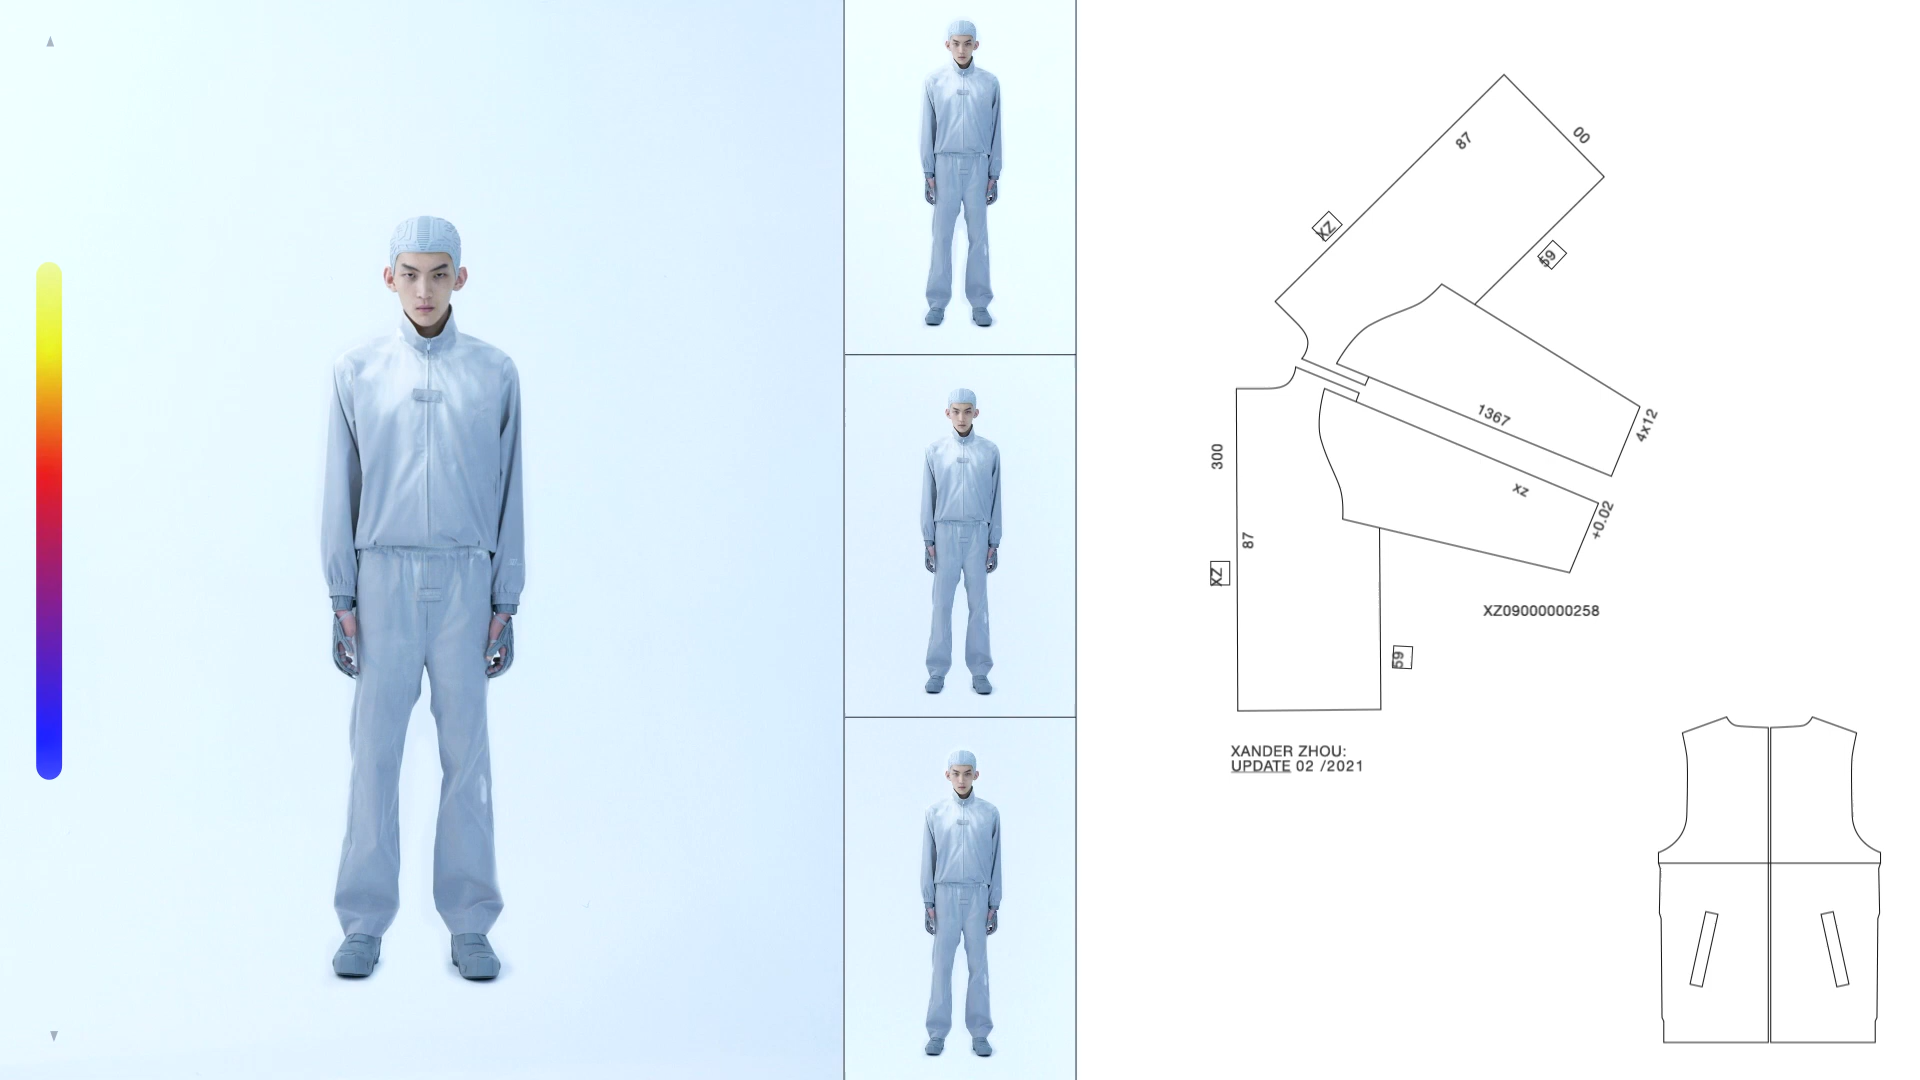 87
00
XZ
59
1367
4x12
300
xz
+0.02
87
XZ
XZ09000000258
59
XANDER ZHOU:
UPDATE 02 /2021